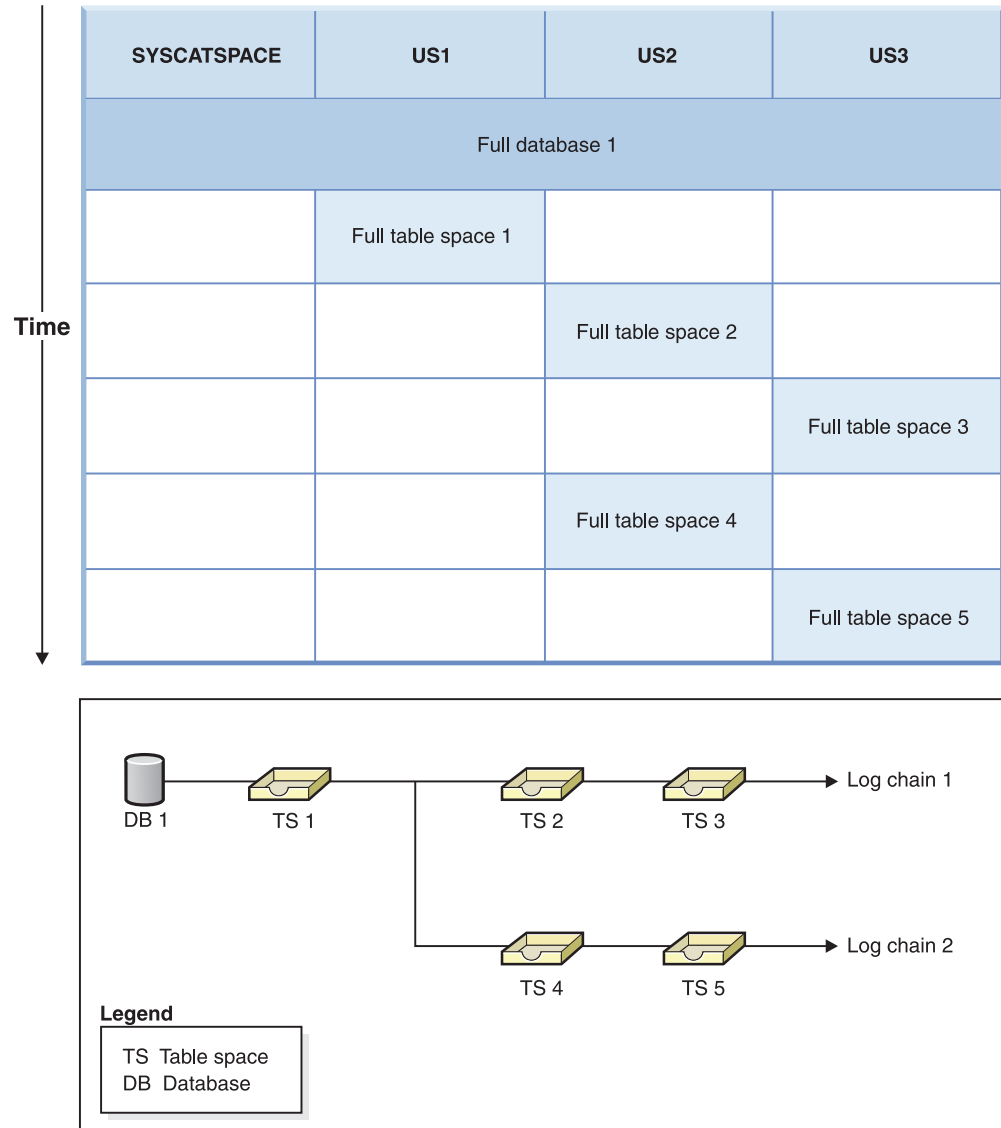 SYSCATSPACE US1 US2 US3
Full database 1
Full table space 1
Time
Full table space 2
Full table space 3
Full table space 4
Full table space 5
DB 1 TS 1 TS 2 TS 3 Log chain 1
TS 4 TS 5 Log chain 2
Legend
TS Table space
DB Database